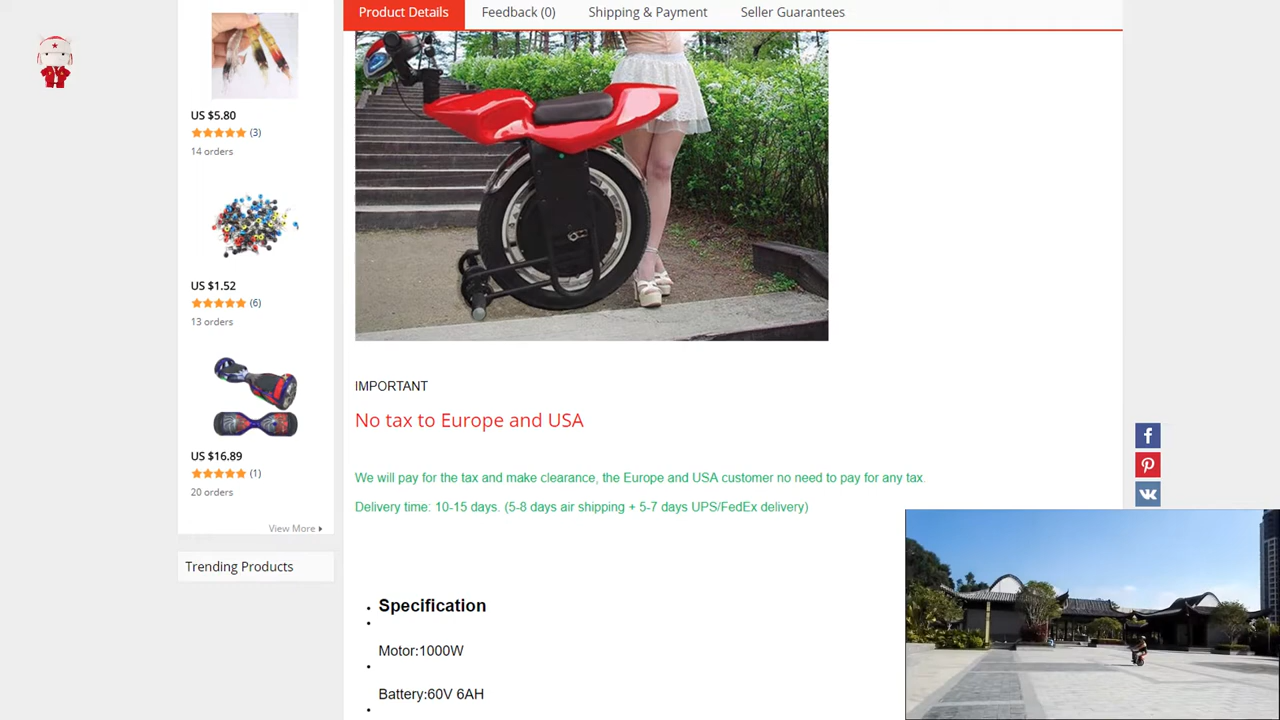 Product Details
Feedback (0)
Shipping & Payment
Seller Guarantees
US $5.80
(3)
14 orders
US $1.52
(6)
13 orders
US $16.89
(1)
20 orders
View More
Trending Products
IMPORTANT
No tax to Europe and USA
We will pay for the tax and make clearance, the Europe and USA customer no need to pay for any tax.
Delivery time: 10-15 days. (5-8 days air shipping + 5-7 days UPS/FedEx delivery)
Specification
Motor:1000W
Battery:60V 6AH